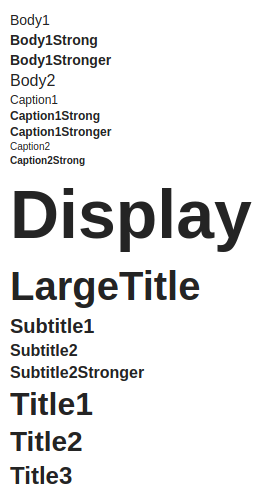 Body1
Body1Strong
Body1Stronger
Body2
Caption1
Caption1Strong
Caption1Stronger
Caption2
Caption2Strong
Display
LargeTitle
Subtitle1
Subtitle2
Subtitle2Stronger
Title1
Title2
Title3